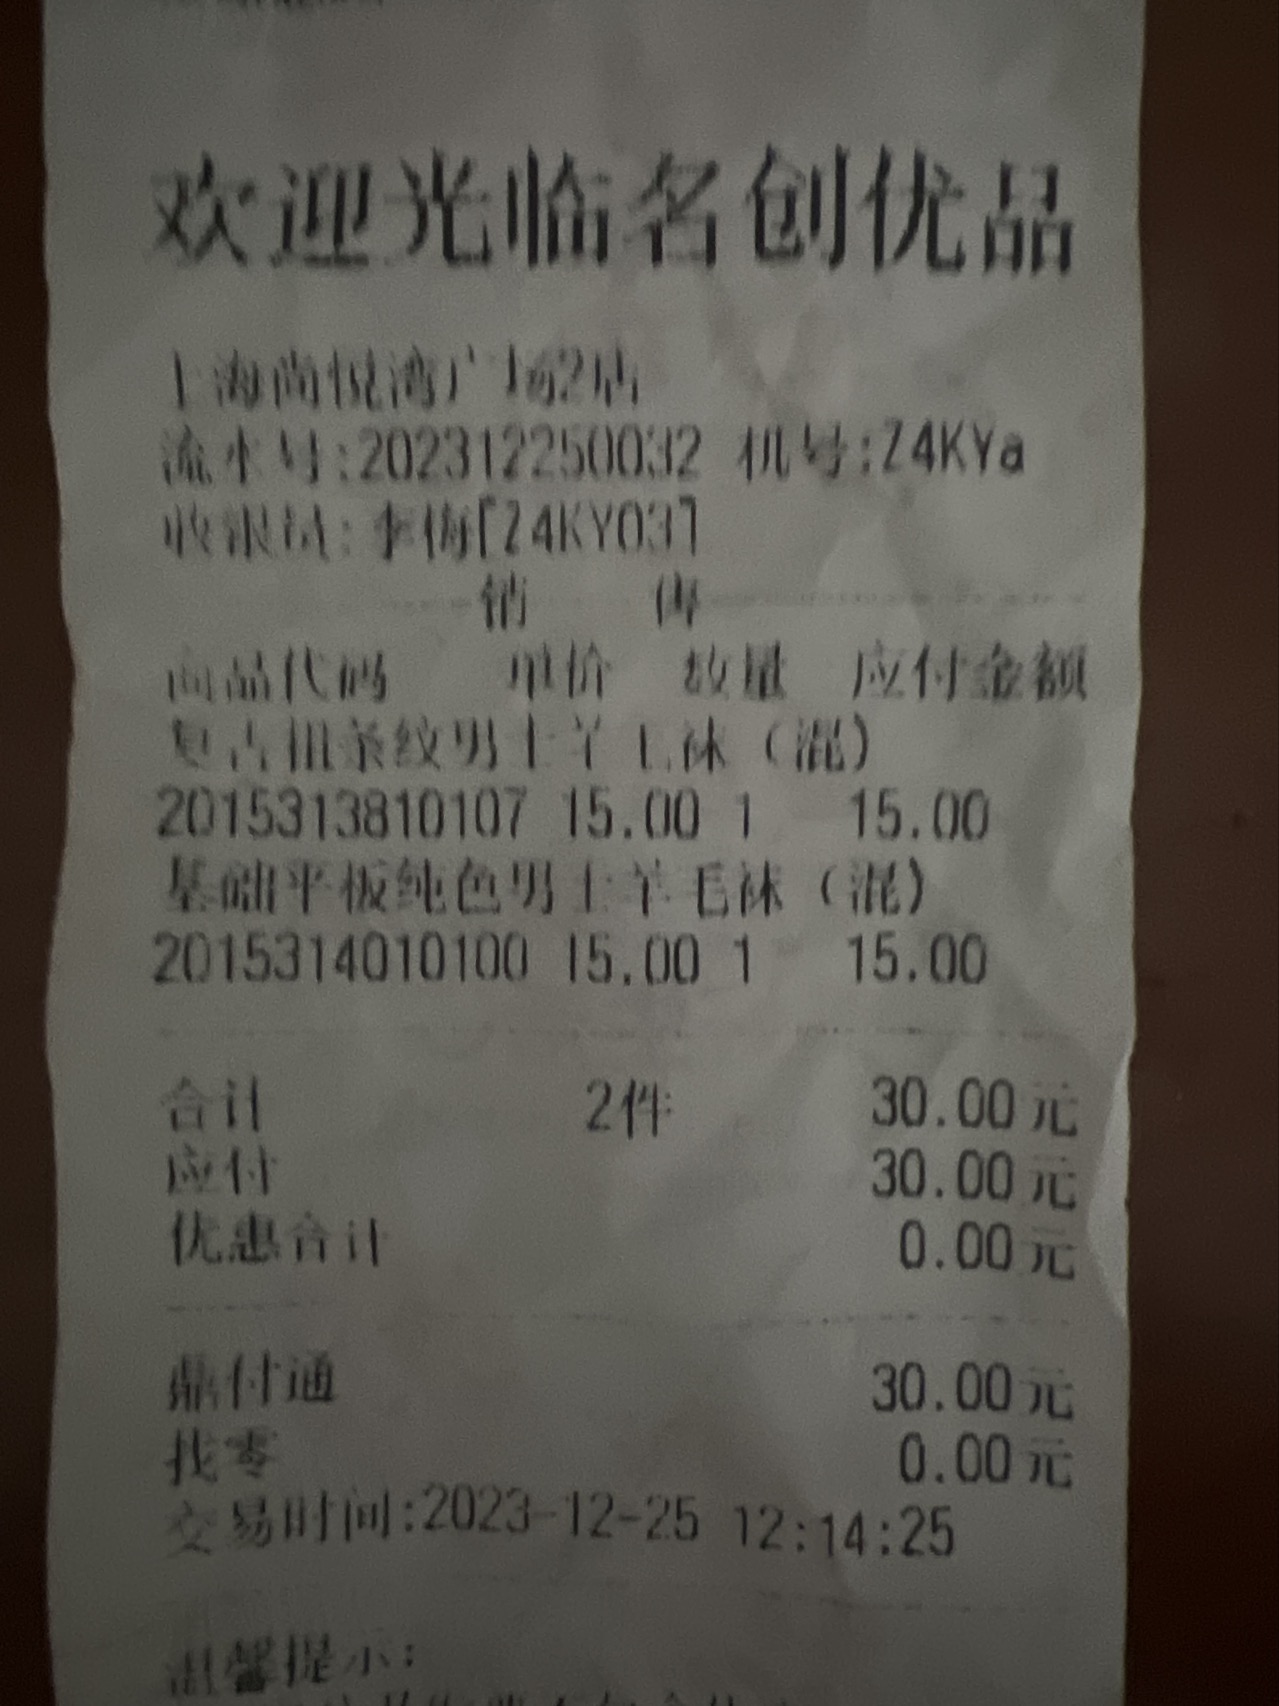 欢迎光临名创优品
上海尚悦湾广场2店
流水号:202312250032 机号:Z4KYa
收银员: 李梅[Z4KY03]
销 售
商品代码 单价 数量 应付金额
复古粗条纹男士羊毛袜（混）
2015313810107 15.00 1 15.00
基础平板纯色男士羊毛袜（混）
2015314010100 15.00 1 15.00
合计 2件 30.00元
应付 30.00元
优惠合计 0.00元
鼎付通 30.00元
找零 0.00元
交易时间:2023-12-25 12:14:25
温馨提示: